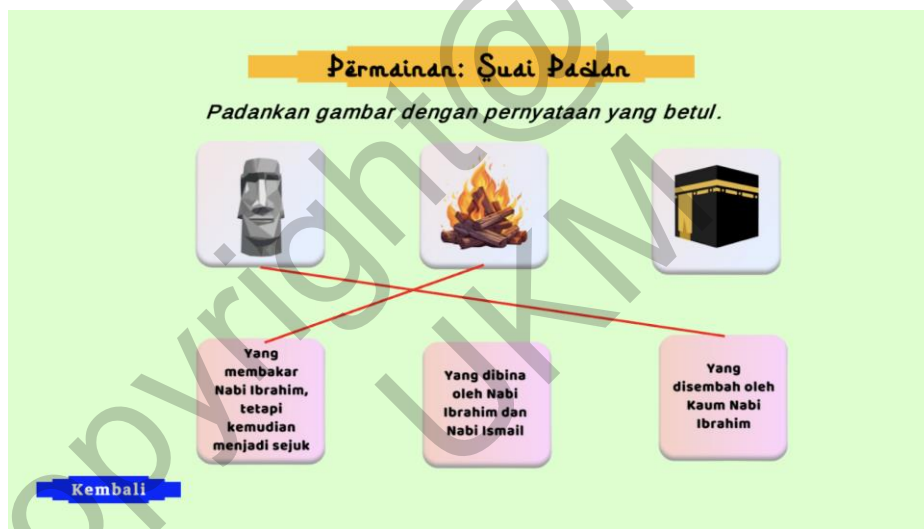 Permainan: Suai Padan
Padankan gambar dengan pernyataan yang betul.
Yang
membakar
Nabi Ibrahim,
tetapi
kemudian
menjadi sejuk
Yang dibina
oleh Nabi
Ibrahim dan
Nabi Ismail
Yang
disembah oleh
Kaum Nabi
Ibrahim
Kembali
opyright@
UKM